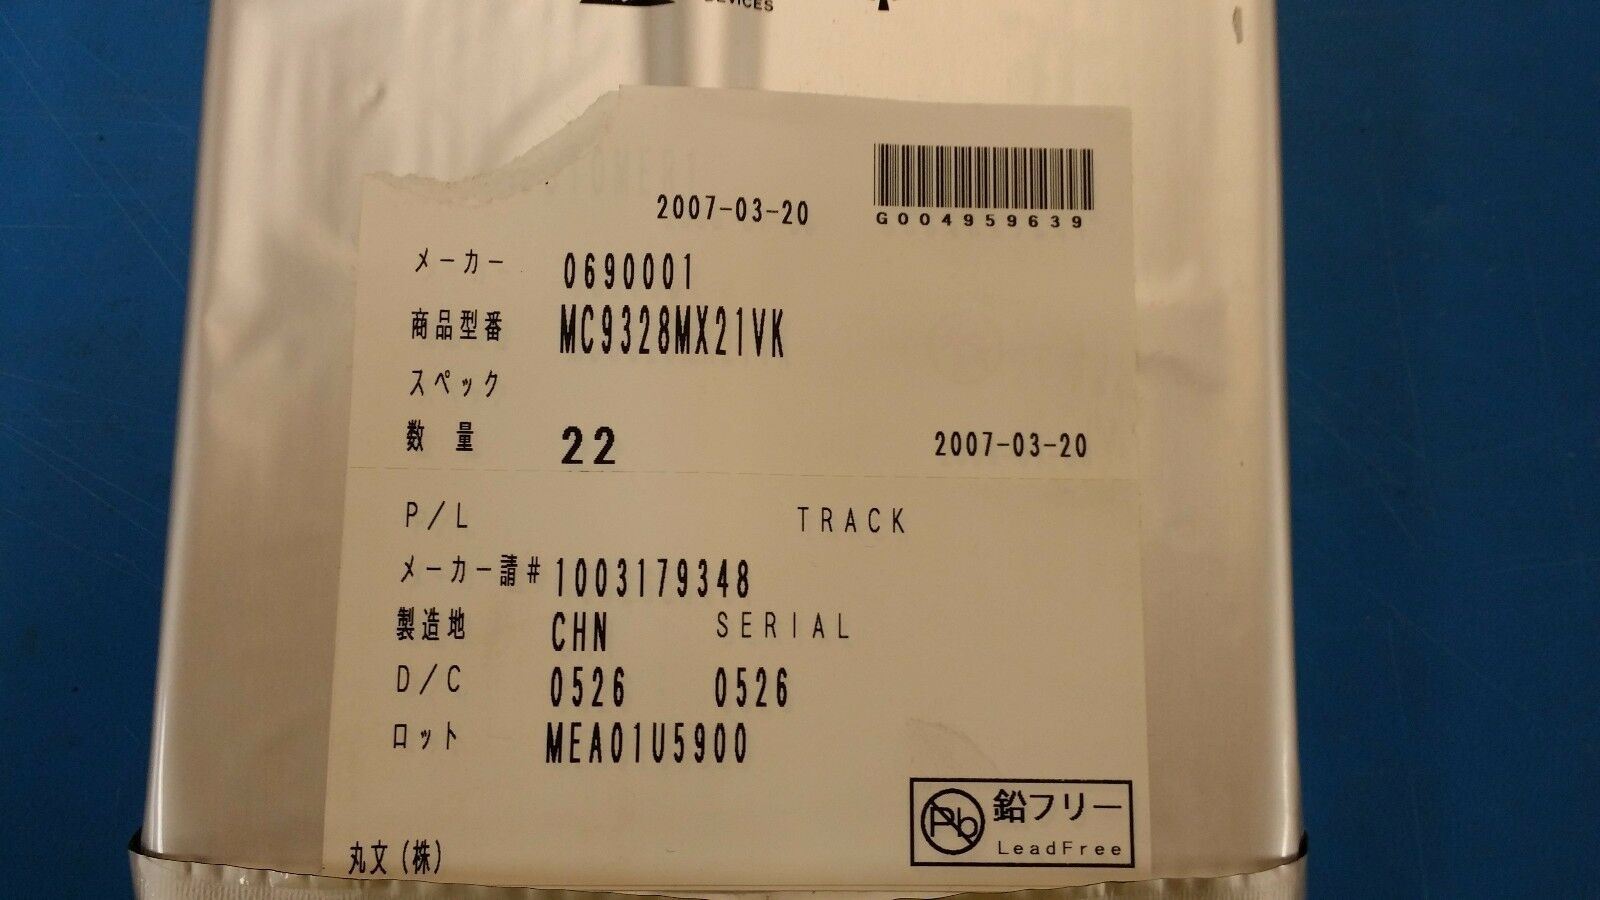 DEVICES
2007-03-20
G004959639
メーカー 0690001
商品型番 MC9328MX21VK
スペック
数量 22 2007-03-20
P/L TRACK
メーカー請# 1003179348
製造地 CHN SERIAL
D/C 0526 0526
ロット MEA01U5900
Pb 鉛フリー
LeadFree
丸文(株)